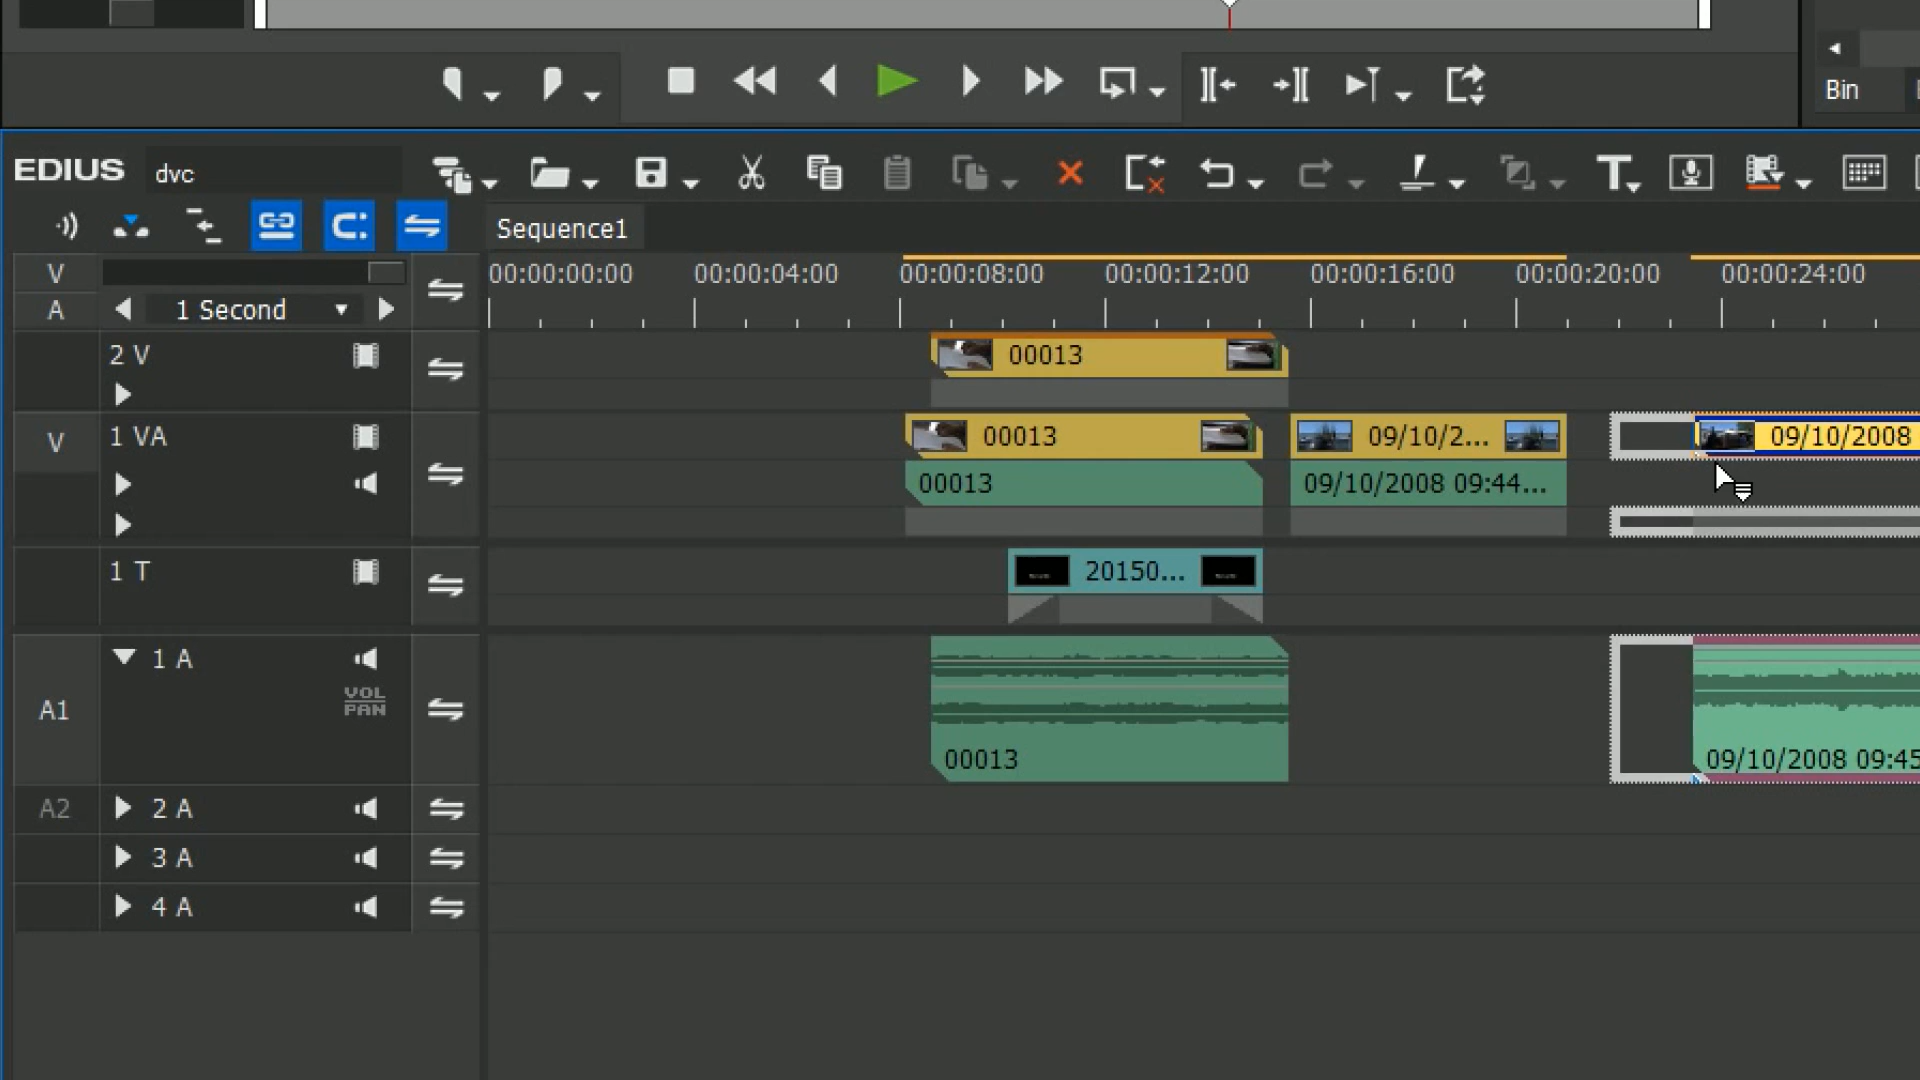 Bin
EDIUS dvc
Sequence1
V 00:00:00:00 00:00:04:00 00:00:08:00 00:00:12:00 00:00:16:00 00:00:20:00 00:00:24:00
A 1 Second
2 V 00013
V 1 VA 00013 09/10/2... 09/10/2008
00013 09/10/2008 09:44...
1 T 20150...
1 A
VOL
PAN
A1
00013 09/10/2008 09:45
A2 2 A
3 A
4 A